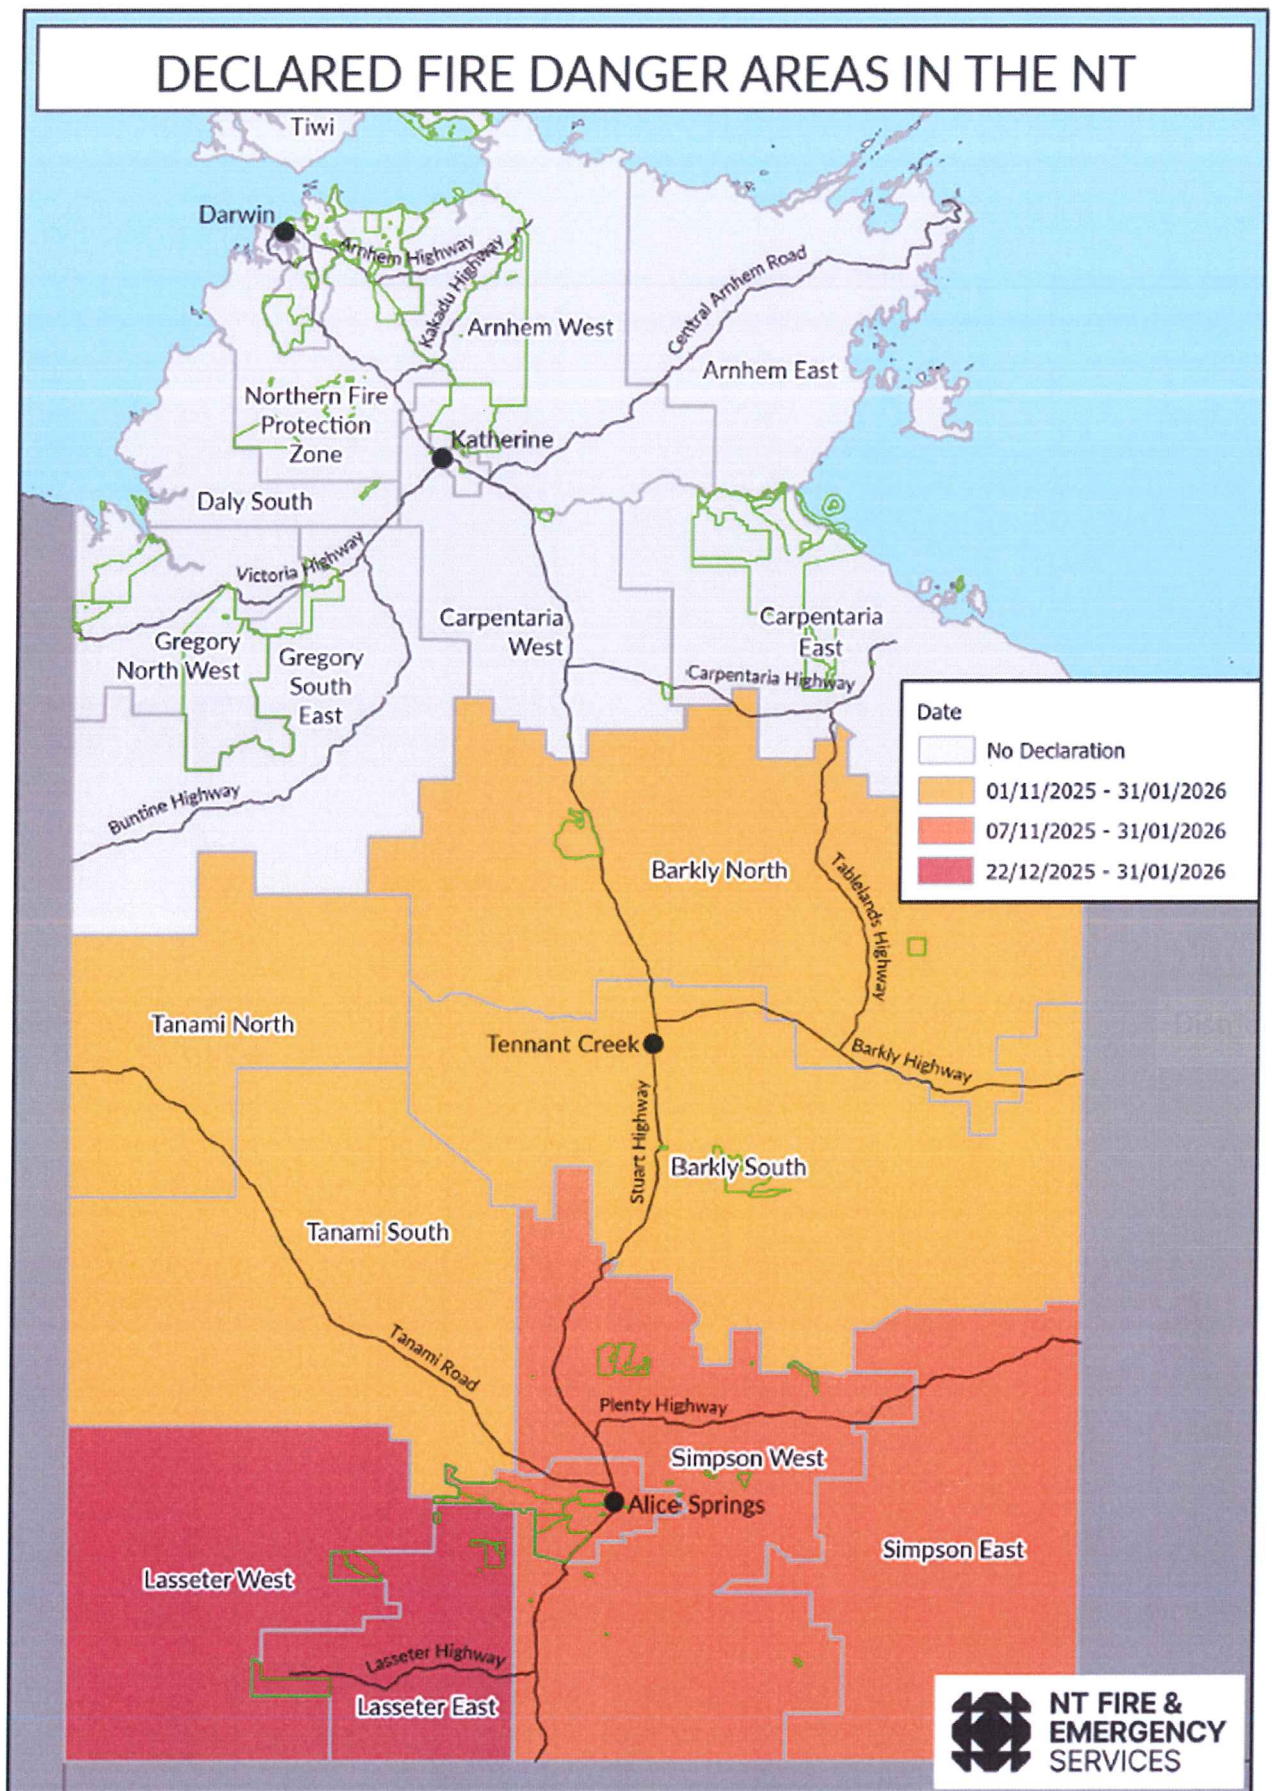 DECLARED FIRE DANGER AREAS IN THE NT
Tiwi
Darwin
Arnhem Highway
Kakadu Highway
Arnhem West
Central Arnhem Road
Arnhem East
Northern Fire
Protection
Zone
Katherine
Daly South
Victoria Highway
Gregory
North West
Gregory
South
East
Carpentaria
West
Carpentaria
East
Carpentaria Highway
Buntine Highway
Date
No Declaration
01/11/2025 - 31/01/2026
07/11/2025 - 31/01/2026
22/12/2025 - 31/01/2026
Barkly North
Tablelands Highway
Tanami North
Tennant Creek
Barkly Highway
Stuart Highway
Barkly South
Tanami South
Tanami Road
Plenty Highway
Simpson West
Alice Springs
Simpson East
Lasseter West
Lasseter Highway
Lasseter East
NT FIRE &
EMERGENCY
SERVICES